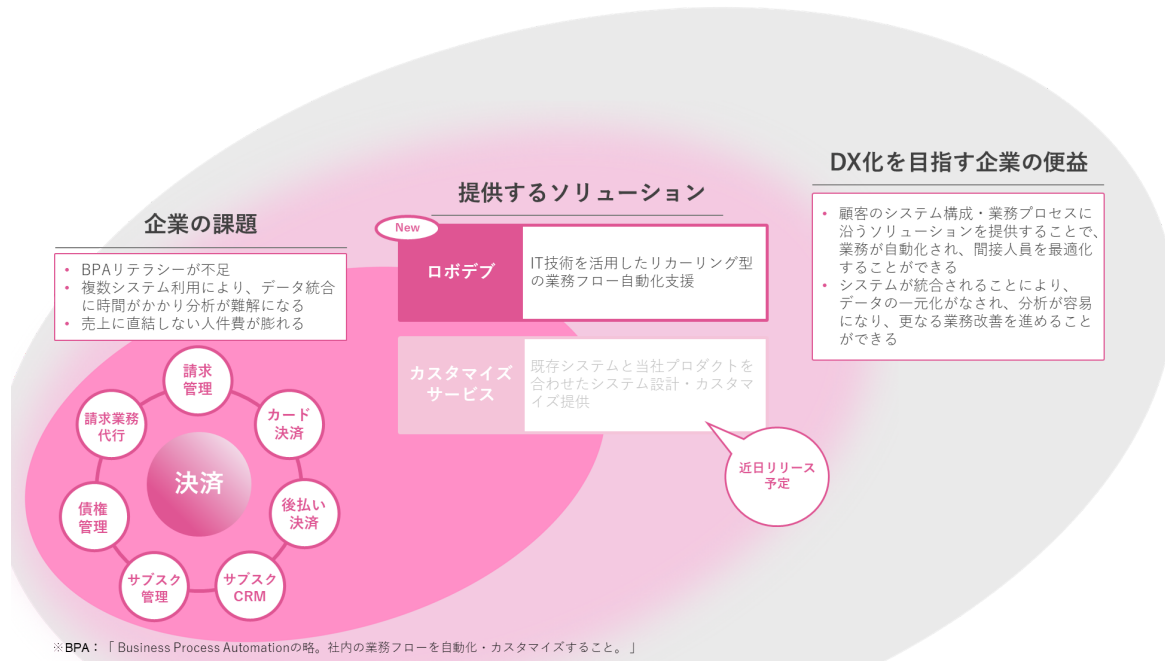 企業の課題
• BPAリテラシーが不足
• 複数システム利用により、データ統合
に時間がかかり分析が難解になる
• 売上に直結しない人件費が膨れる
請求
管理
カード
決済
後払い
決済
サブスク
CRM
サブスク
管理
債権
管理
請求業務
代行
決済
提供するソリューション
New
ロボデブ
IT技術を活用したリカーリング型
の業務フロー自動化支援
カスタマイズ
サービス
既存システムと当社プロダクトを
合わせたシステム設計・カスタマ
イズ提供
近日リリース
予定
DX化を目指す企業の便益
• 顧客のシステム構成・業務プロセスに
沿うソリューションを提供することで、
業務が自動化され、間接人員を最適化
することができる
• システムが統合されることにより、
データの一元化がなされ、分析が容易
になり、更なる業務改善を進めること
ができる
※BPA：「 Business Process Automationの略。社内の業務フローを自動化・カスタマイズすること。 」